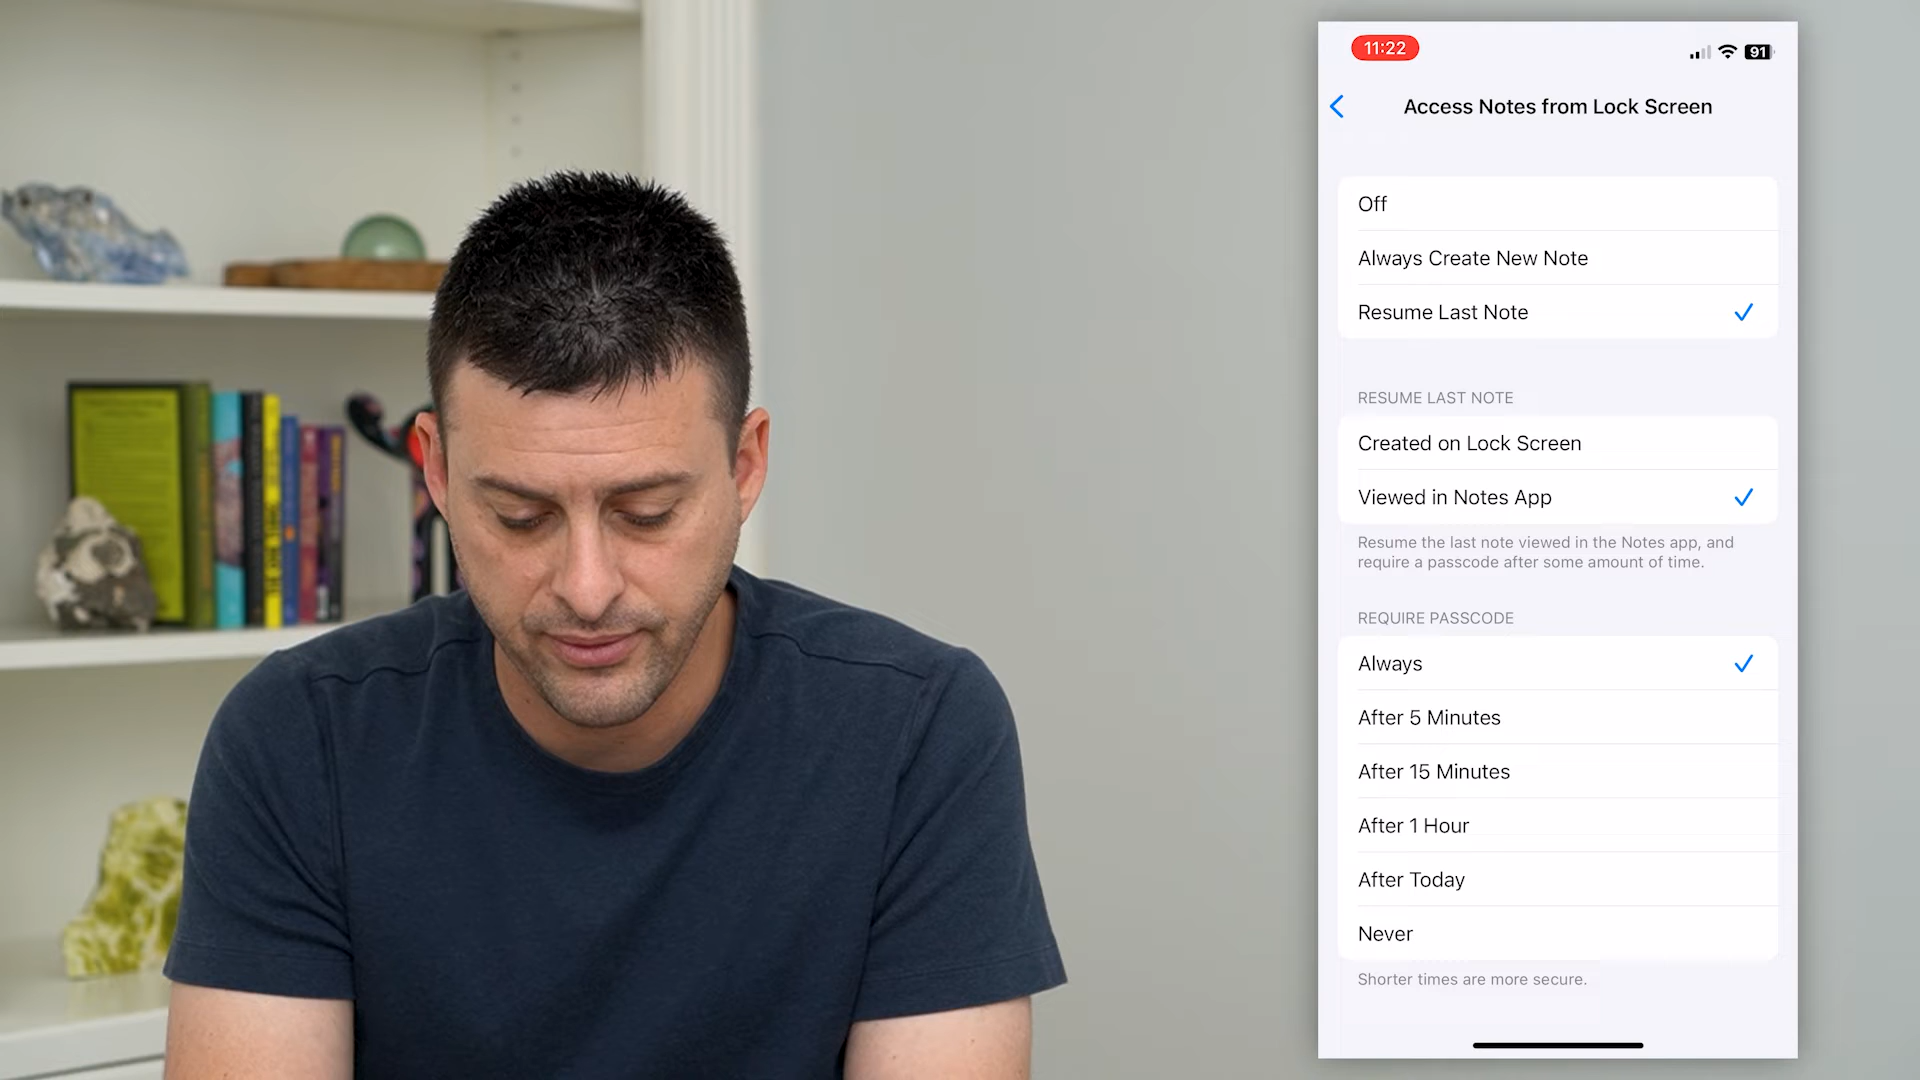 11:22
91
Access Notes from Lock Screen
Off
Always Create New Note
Resume Last Note
RESUME LAST NOTE
Created on Lock Screen
Viewed in Notes App
Resume the last note viewed in the Notes app, and
require a passcode after some amount of time.
REQUIRE PASSCODE
Always
After 5 Minutes
After 15 Minutes
After 1 Hour
After Today
Never
Shorter times are more secure.